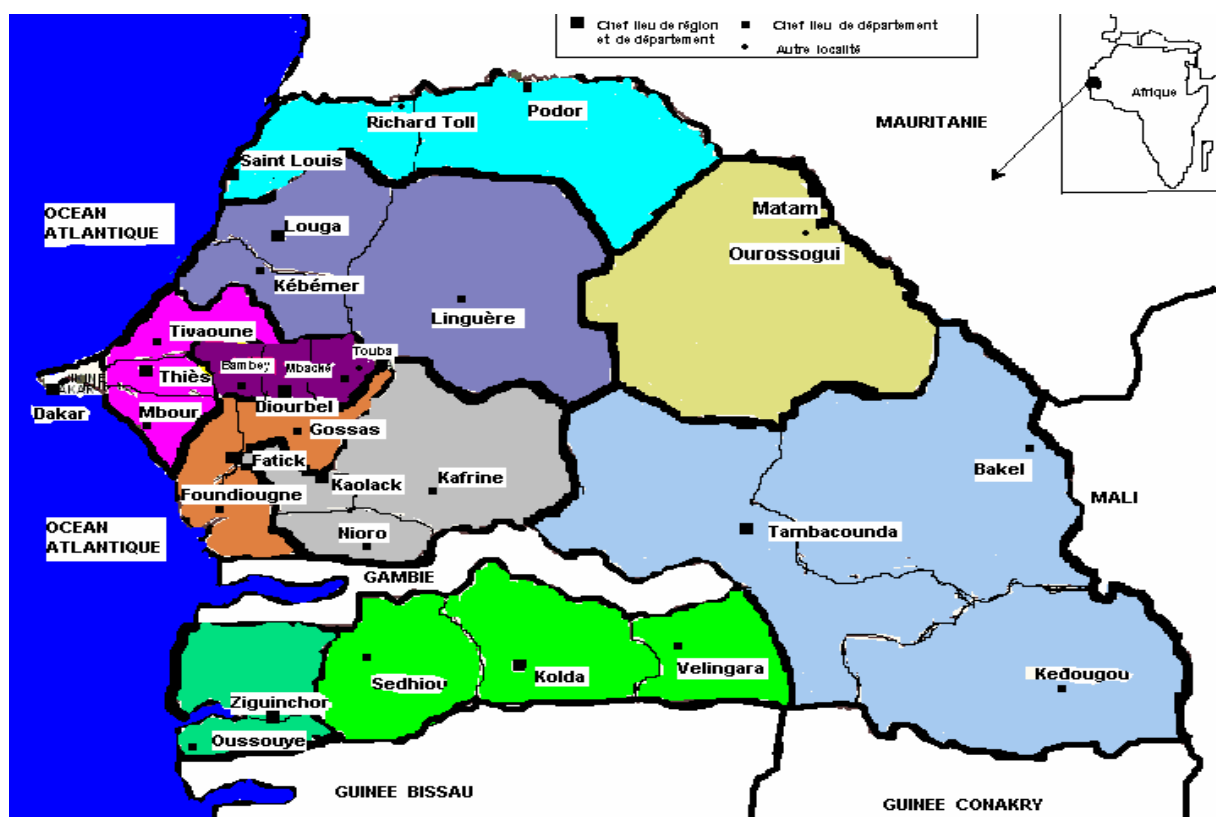 Chef lieu de région
et de département
Chef lieu de département
Autre localité
Afrique
MAURITANIE
Podor
Richard Toll
Saint Louis
OCEAN
ATLANTIQUE
Louga
Matam
Ourossogui
Kébémer
Linguère
Tivaoune
Touba
Bambey
Mbacké
Thiès
Dakar
Mbour
Diourbel
Gossas
Fatick
Kaolack
Kafrine
Bakel
Foundiougne
MALI
OCEAN
ATLANTIQUE
Nioro
Tambacounda
GAMBIE
Velingara
Sedhiou
Kolda
Kedougou
Ziguinchor
Oussouye
GUINEE BISSAU
GUINEE CONAKRY